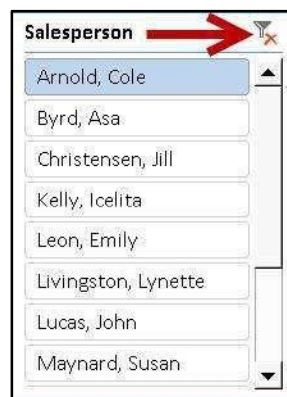 Salesperson
Arnold, Cole
Byrd, Asa
Christensen, Jill
Kelly, Icelita
Leon, Emily
Livingston, Lynette
Lucas, John
Maynard, Susan